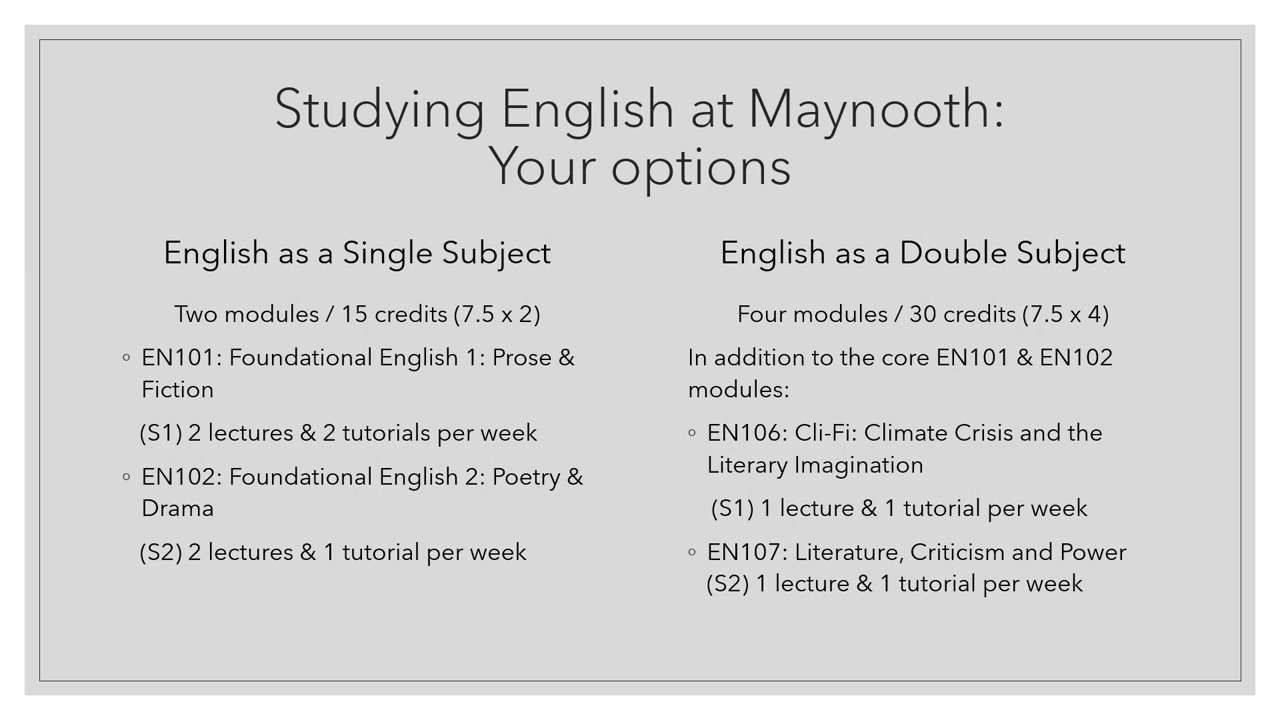 Studying English at Maynooth:
Your options
English as a Single Subject
Two modules / 15 credits (7.5 x 2)
◦ EN101: Foundational English 1: Prose &
Fiction
(S1) 2 lectures & 2 tutorials per week
◦ EN102: Foundational English 2: Poetry &
Drama
(S2) 2 lectures & 1 tutorial per week
English as a Double Subject
Four modules / 30 credits (7.5 x 4)
In addition to the core EN101 & EN102
modules:
◦ EN106: Cli-Fi: Climate Crisis and the
Literary Imagination
(S1) 1 lecture & 1 tutorial per week
◦ EN107: Literature, Criticism and Power
(S2) 1 lecture & 1 tutorial per week